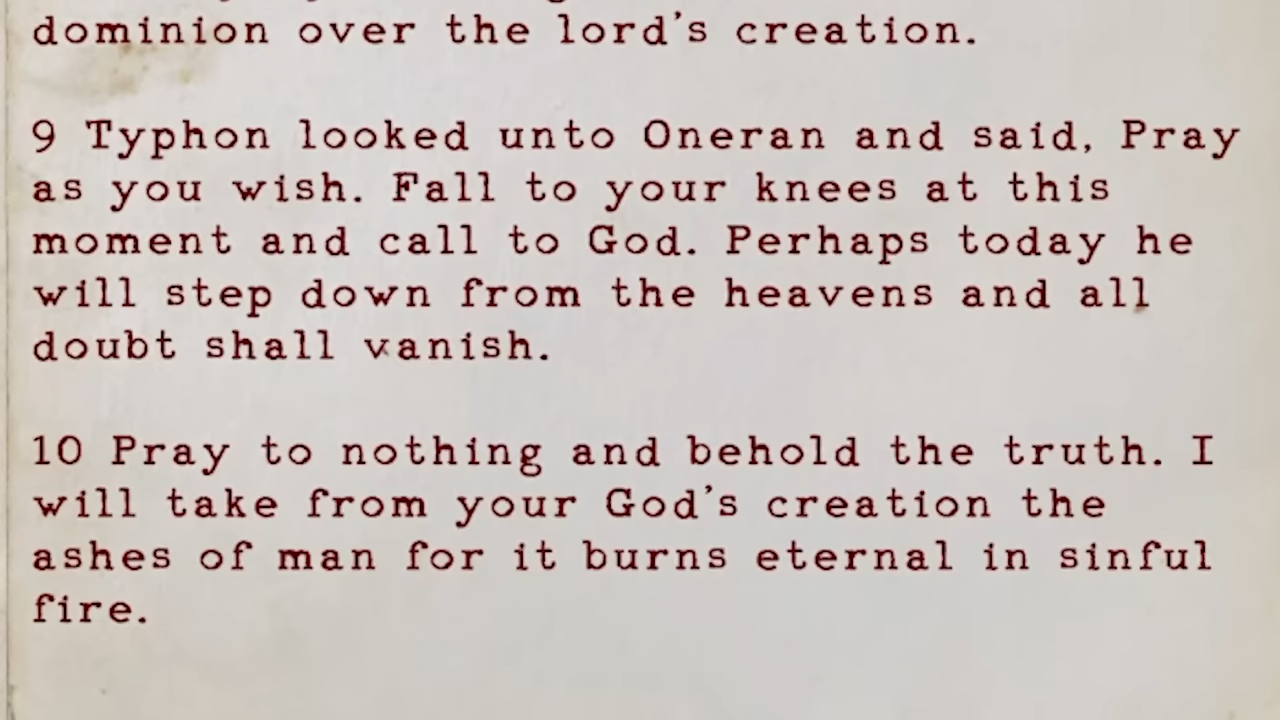 dominion over the lord's creation.
9 Typhon looked unto Oneran and said, Pray
as you wish. Fall to your knees at this
moment and call to God. Perhaps today he
will step down from the heavens and all
doubt shall vanish.
10 Pray to nothing and behold the truth. I
will take from your God's creation the
ashes of man for it burns eternal in sinful
fire.